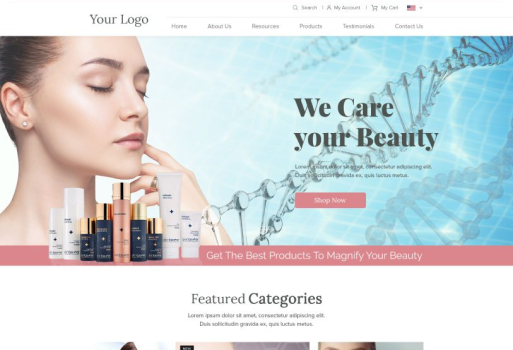 Search My Account My Cart
Your Logo
Home About Us Resources Products Testimonials Contact Us
We Care
your Beauty
Lorem ipsum dolor sit amet, consectetur adipiscing elit.
Duis sollicitudin gravida ex, quis luctus metus.
Shop Now
Get The Best Products To Magnify Your Beauty
Featured Categories
Lorem ipsum dolor sit amet, consectetur adipiscing elit.
Duis sollicitudin gravida ex, quis luctus metus.